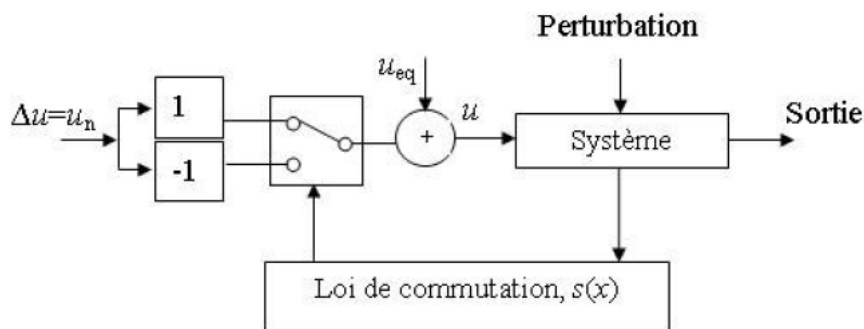 Perturbation
u_eq
Δu=u_n
1
u
Sortie
+
Système
-1
Loi de commutation, s(x)